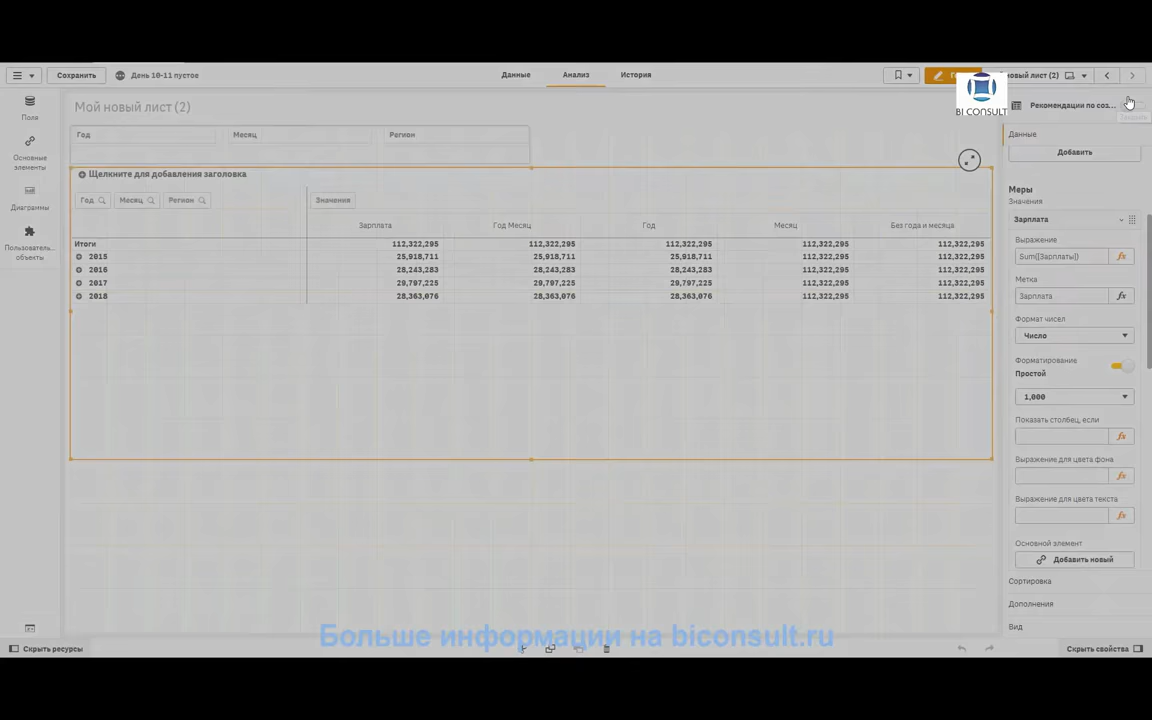 Сохранить
День 10-11 пустое
Данные
Анализ
История
новый лист (2)
BI CONSULT
Поля
Основные
элементы
Диаграммы
Пользователь..
объекты
Мой новый лист (2)
Год Месяц Регион
Щелкните для добавления заголовка
Год Месяц Регион Значения
Зарплата Год Месяц Год Месяц Без года и месяца
Итоги 112,322,295 112,322,295 112,322,295 112,322,295 112,322,295
2015 25,918,711 25,918,711 25,918,711 112,322,295 112,322,295
2016 28,243,283 28,243,283 28,243,283 112,322,295 112,322,295
2017 29,797,225 29,797,225 29,797,225 112,322,295 112,322,295
2018 28,363,076 28,363,076 28,363,076 112,322,295 112,322,295
Рекомендации по соз...
Данные
Добавить
Меры
Значения
Зарплата
Выражение
Sum([Зарплаты])
Метка
Зарплата
Формат чисел
Число
Форматирование
Простой
1,000
Показать столбец, если
Выражение для цвета фона
Выражение для цвета текста
Основной элемент
Добавить новый
Сортировка
Дополнения
Вид
Больше информации на biconsult.ru
Скрыть ресурсы
Скрыть свойства